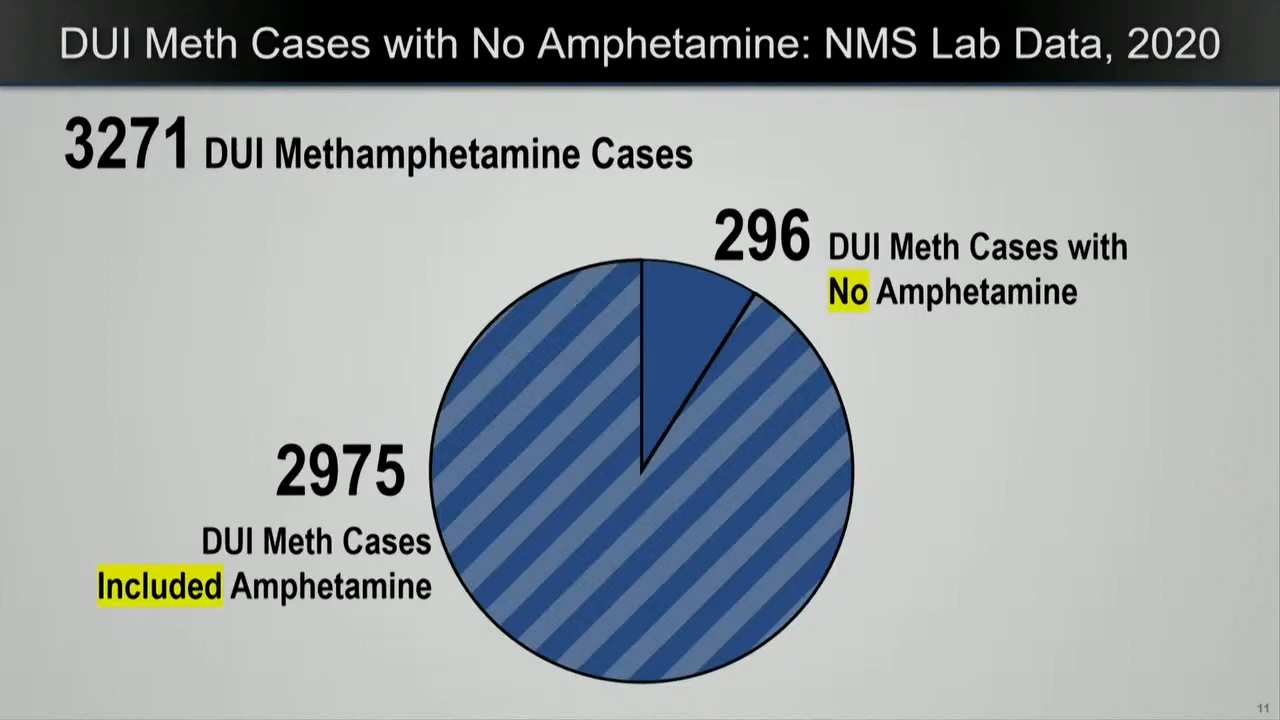 DUI Meth Cases with No Amphetamine: NMS Lab Data, 2020
3271 DUI Methamphetamine Cases
296 DUI Meth Cases with
No Amphetamine
2975
DUI Meth Cases
Included Amphetamine
11